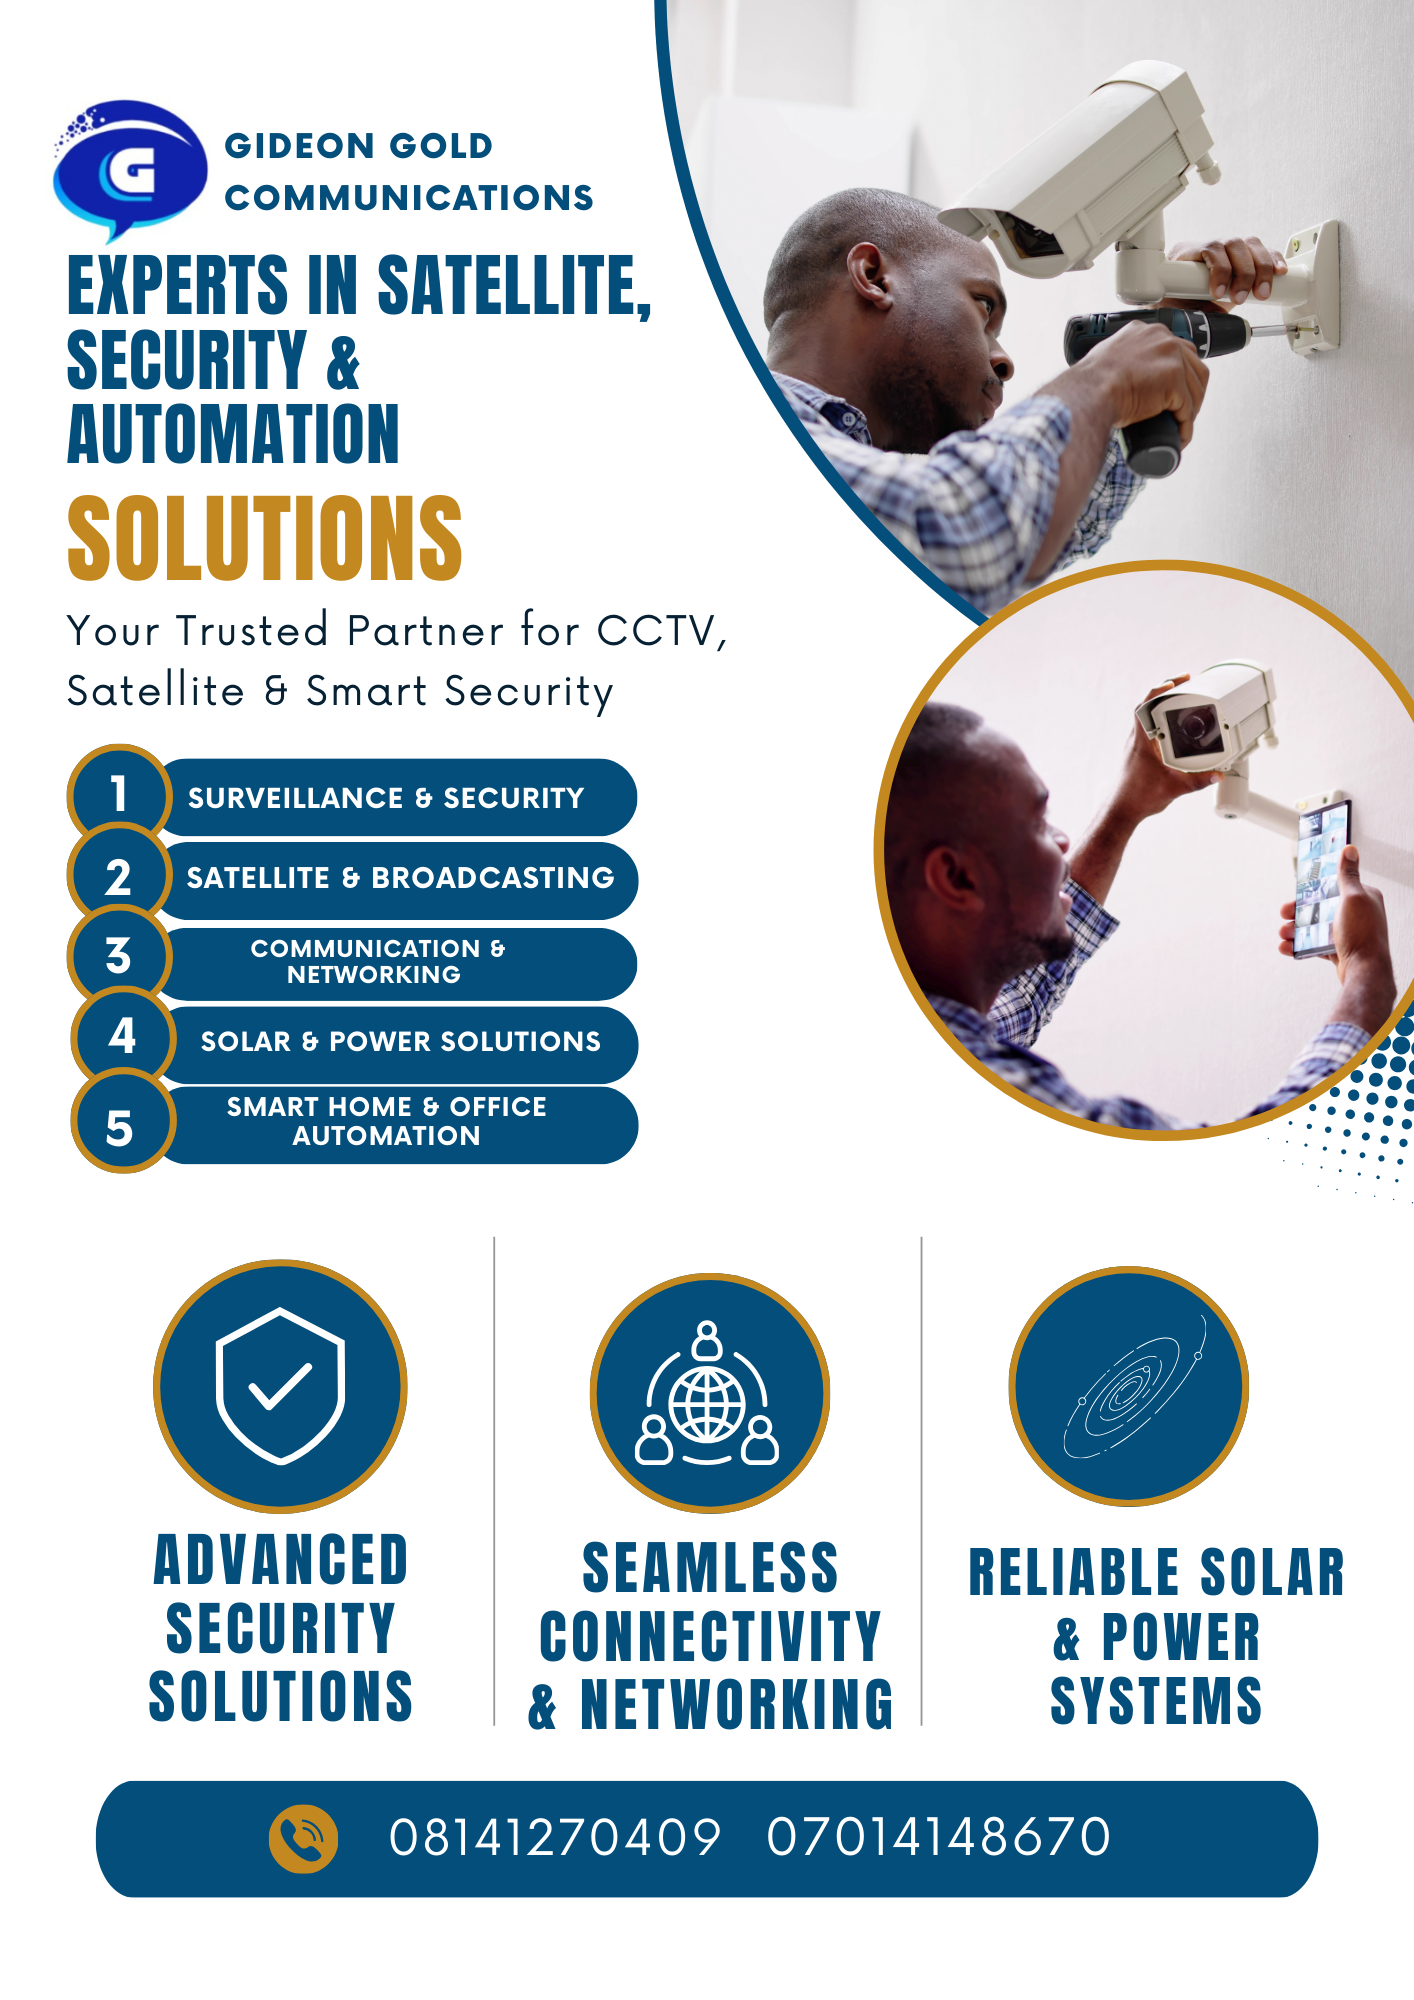 G
GIDEON GOLD
COMMUNICATIONS
EXPERTS IN SATELLITE,
SECURITY &
AUTOMATION
SOLUTIONS
Your Trusted Partner for CCTV,
Satellite & Smart Security
1 SURVEILLANCE & SECURITY
2 SATELLITE & BROADCASTING
3 COMMUNICATION &
NETWORKING
4 SOLAR & POWER SOLUTIONS
5 SMART HOME & OFFICE
AUTOMATION
ADVANCED
SECURITY
SOLUTIONS
SEAMLESS
CONNECTIVITY
& NETWORKING
RELIABLE SOLAR
& POWER
SYSTEMS
08141270409 07014148670